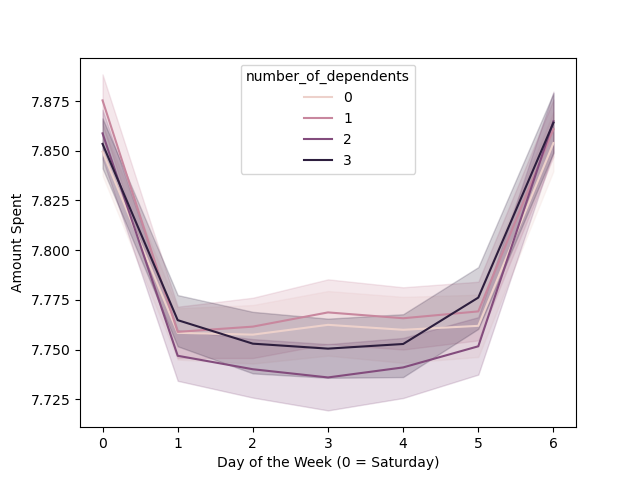 number_of_dependents
0
1
2
3
7.875
7.850
7.825
7.800
7.775
7.750
7.725
Amount Spent
0 1 2 3 4 5 6
Day of the Week (0 = Saturday)